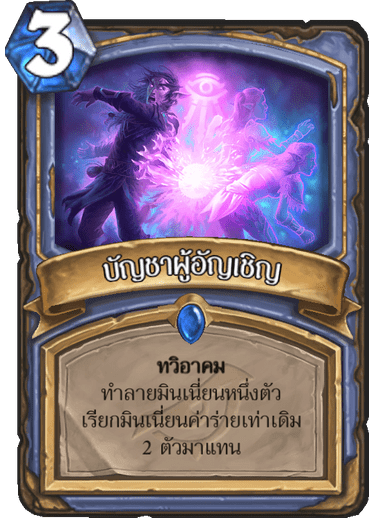 3
บัญชาผู้อัญเชิญ
ทวิอาคม
ทำลายมินเนี่ยนหนึ่งตัว
เรียกมินเนี่ยนค่าร่ายเท่าเดิม
2 ตัวมาแทน